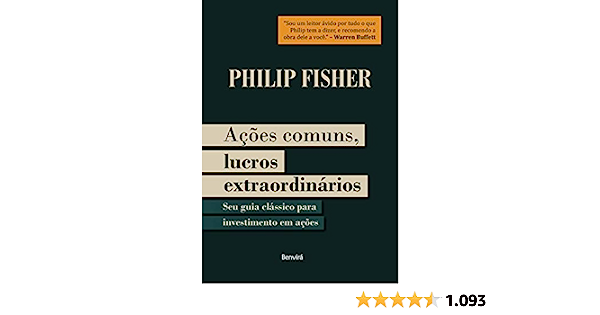 "Sou um leitor ávido por tudo o que
Philip tem a dizer, e recomendo a
obra dele a você." – Warren Buffett
PHILIP FISHER
Ações comuns,
lucros
extraordinários
Seu guia clássico para
investimento em ações
Benvirá
1.093